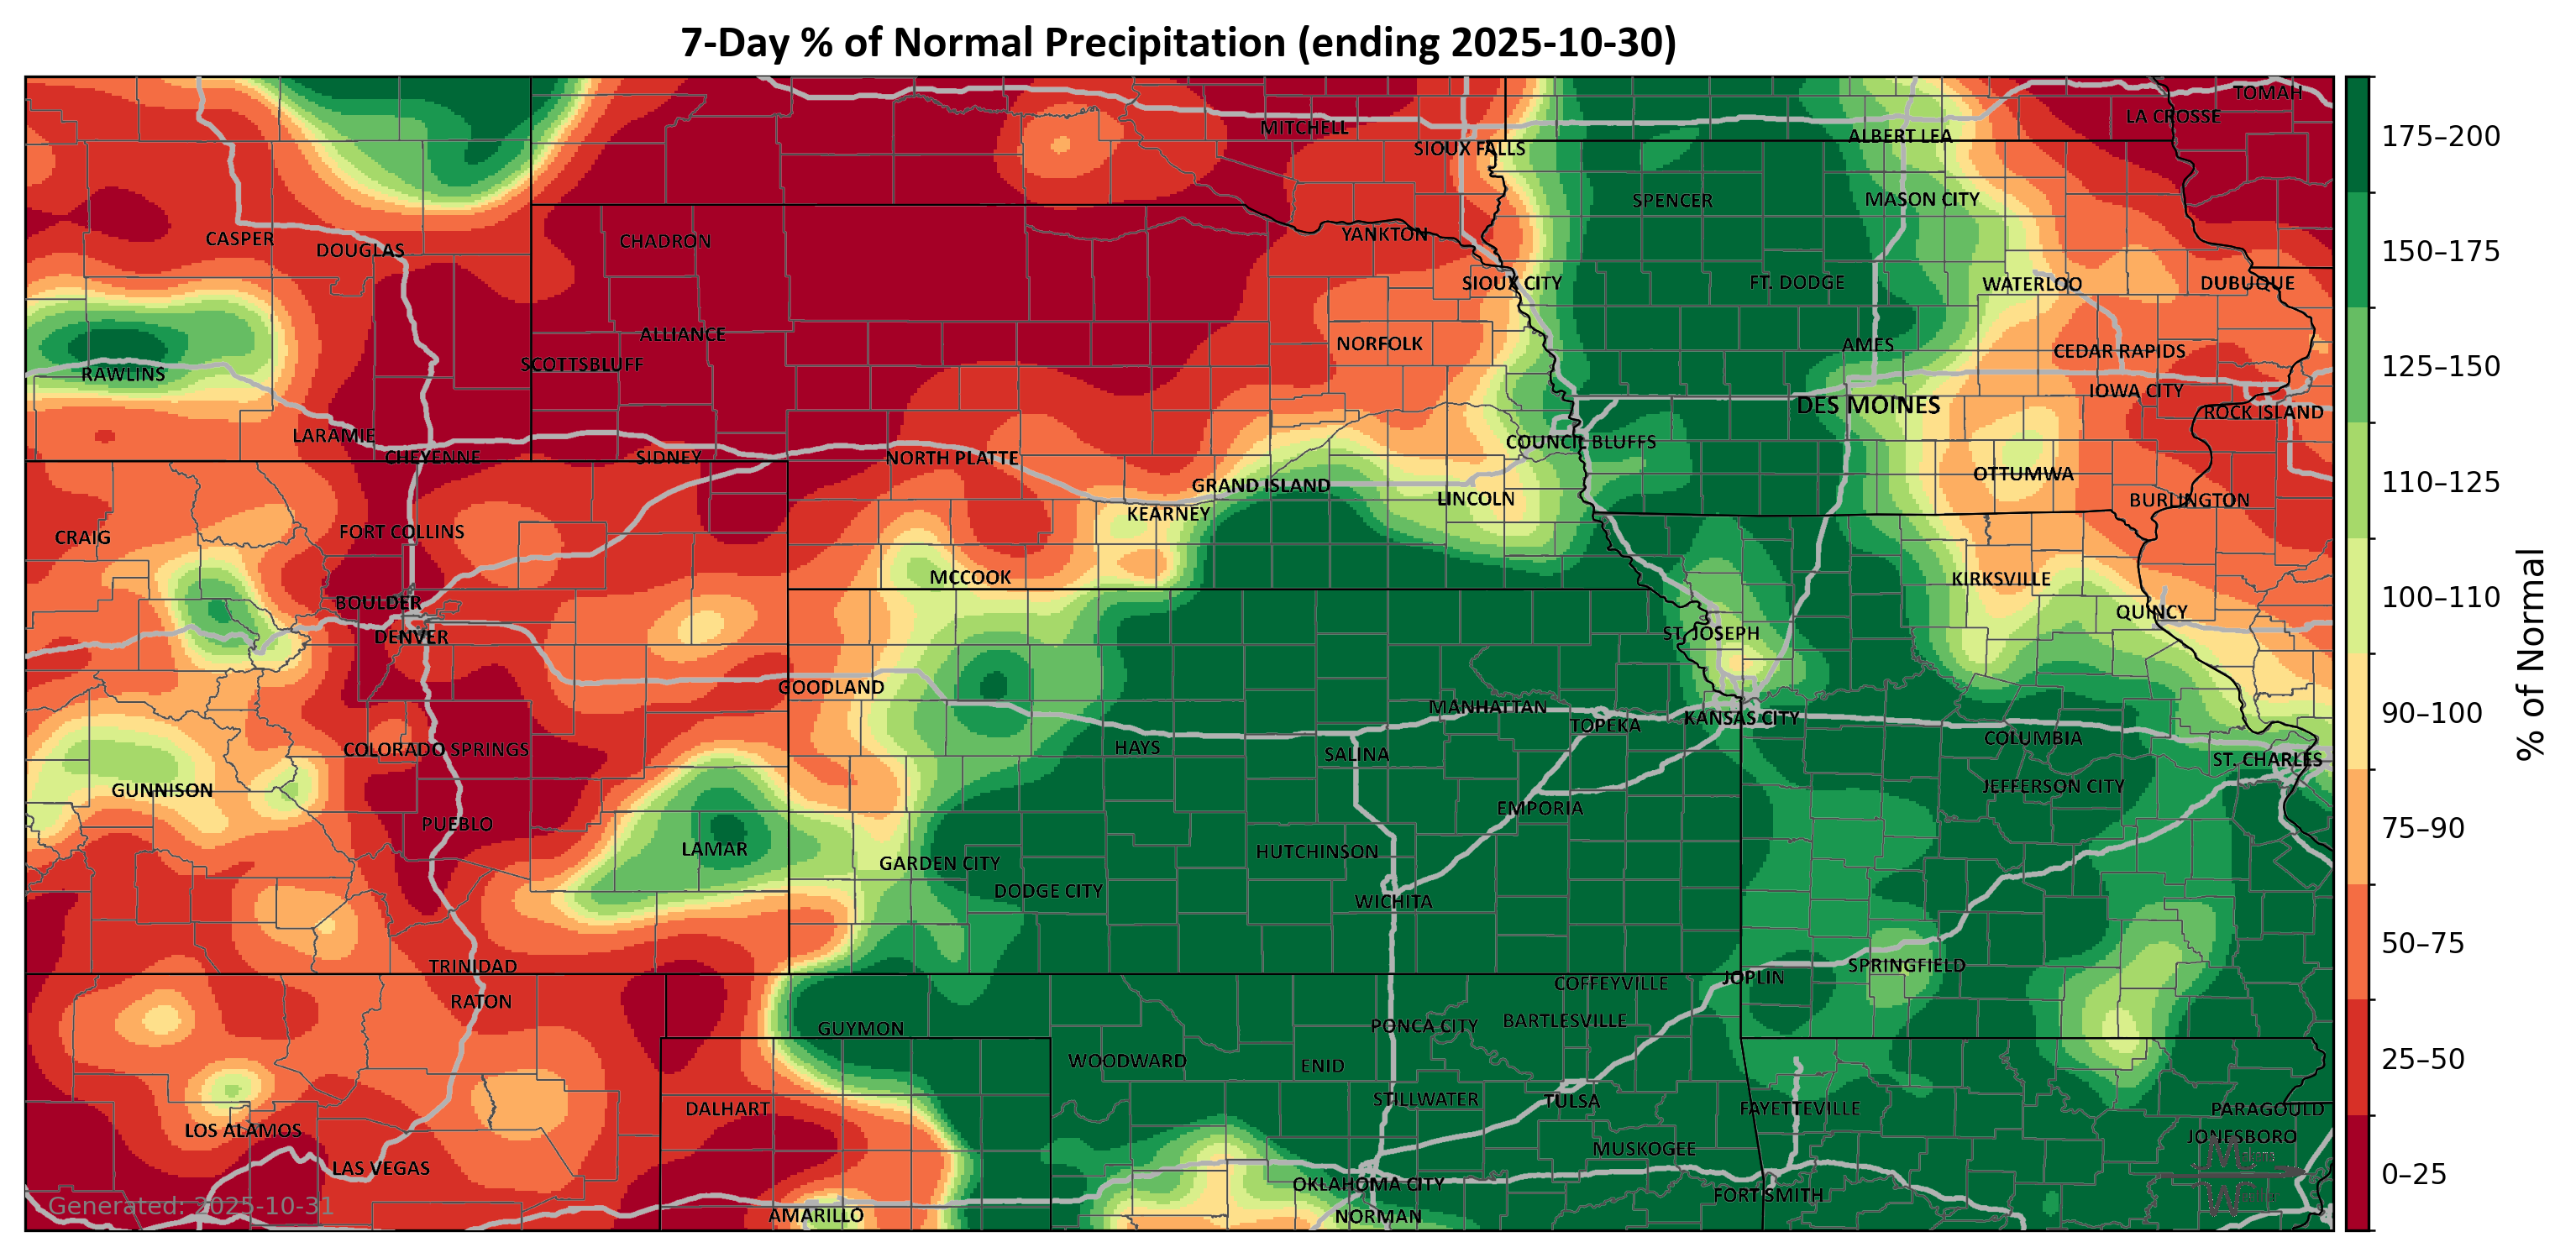 7-Day % of Normal Precipitation (ending 2025-10-30)
TOMAH
LA CROSSE
MITCHELL
ALBERT LEA
SIOUX FALLS
SPENCER
MASON CITY
YANKTON
CASPER
CHADRON
DOUGLAS
SIOUX CITY
FT. DODGE
WATERLOO
DUBUQUE
ALLIANCE
NORFOLK
AMES
CEDAR RAPIDS
SCOTTSBLUFF
RAWLINS
IOWA CITY
DES MOINES
ROCK ISLAND
LARAMIE
COUNCIL BLUFFS
CHEYENNE
SIDNEY
NORTH PLATTE
OTTUMWA
GRAND ISLAND
LINCOLN
BURLINGTON
KEARNEY
FORT COLLINS
CRAIG
MCCOOK
KIRKSVILLE
BOULDER
QUINCY
DENVER
ST. JOSEPH
GOODLAND
MANHATTAN
TOPEKA
KANSAS CITY
COLUMBIA
COLORADO SPRINGS
HAYS
SALINA
ST. CHARLES
GUNNISON
JEFFERSON CITY
EMPORIA
PUEBLO
LAMAR
HUTCHINSON
GARDEN CITY
DODGE CITY
WICHITA
TRINIDAD
SPRINGFIELD
JOPLIN
COFFEYVILLE
RATON
GUYMON
PONCA CITY
BARTLESVILLE
WOODWARD
ENID
STILLWATER
TULSA
DALHART
FAYETTEVILLE
PARAGOULD
LOS ALAMOS
JONESBORO
MUSKOGEE
LAS VEGAS
OKLAHOMA CITY
FORT SMITH
AMARILLO
NORMAN
Generated: 2025-10-31
175–200
150–175
125–150
110–125
100–110
90–100
75–90
50–75
25–50
0–25
% of Normal